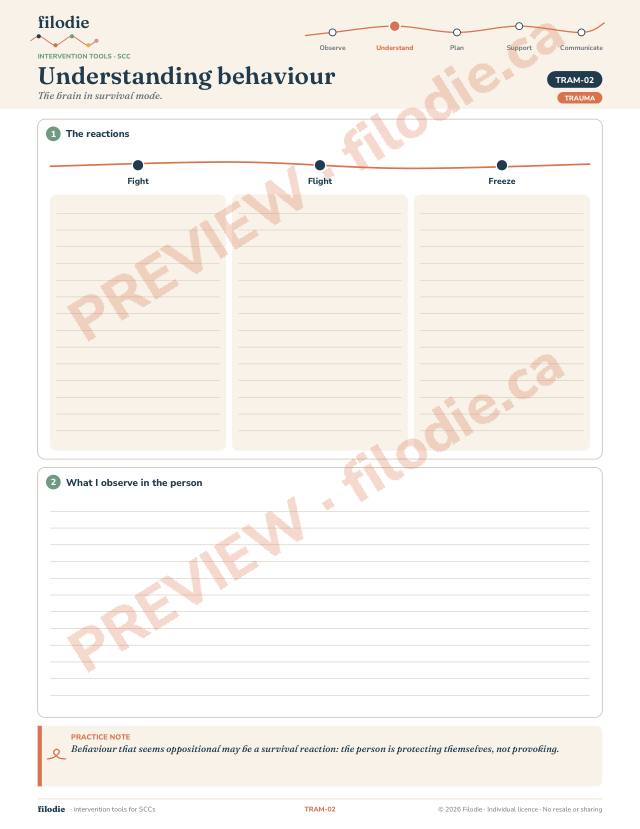 filodie
INTERVENTION TOOLS · SCC
Observe
Understand
Plan
Support
Communicate
Understanding behaviour
The brain in survival mode.
TRAM-02
TRAUMA
1 The reactions
Fight
Flight
Freeze
PREVIEW · filodie.ca
2 What I observe in the person
PREVIEW · filodie.ca
PRACTICE NOTE
Behaviour that seems oppositional may be a survival reaction: the person is protecting themselves, not provoking.
filodie · intervention tools for SCCs
TRAM-02
© 2026 Filodie · Individual licence · No resale or sharing